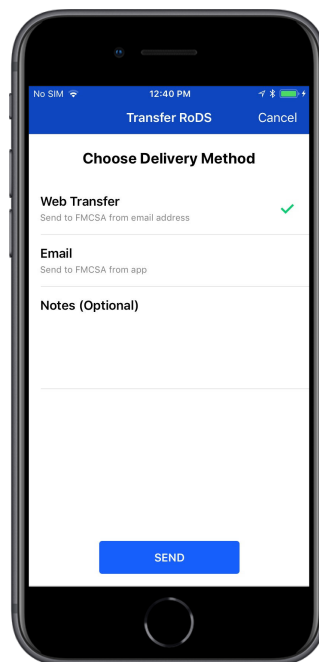 No SIM 12:40 PM
Transfer RoDS Cancel
Choose Delivery Method
Web Transfer
Send to FMCSA from email address
Email
Send to FMCSA from app
Notes (Optional)
SEND